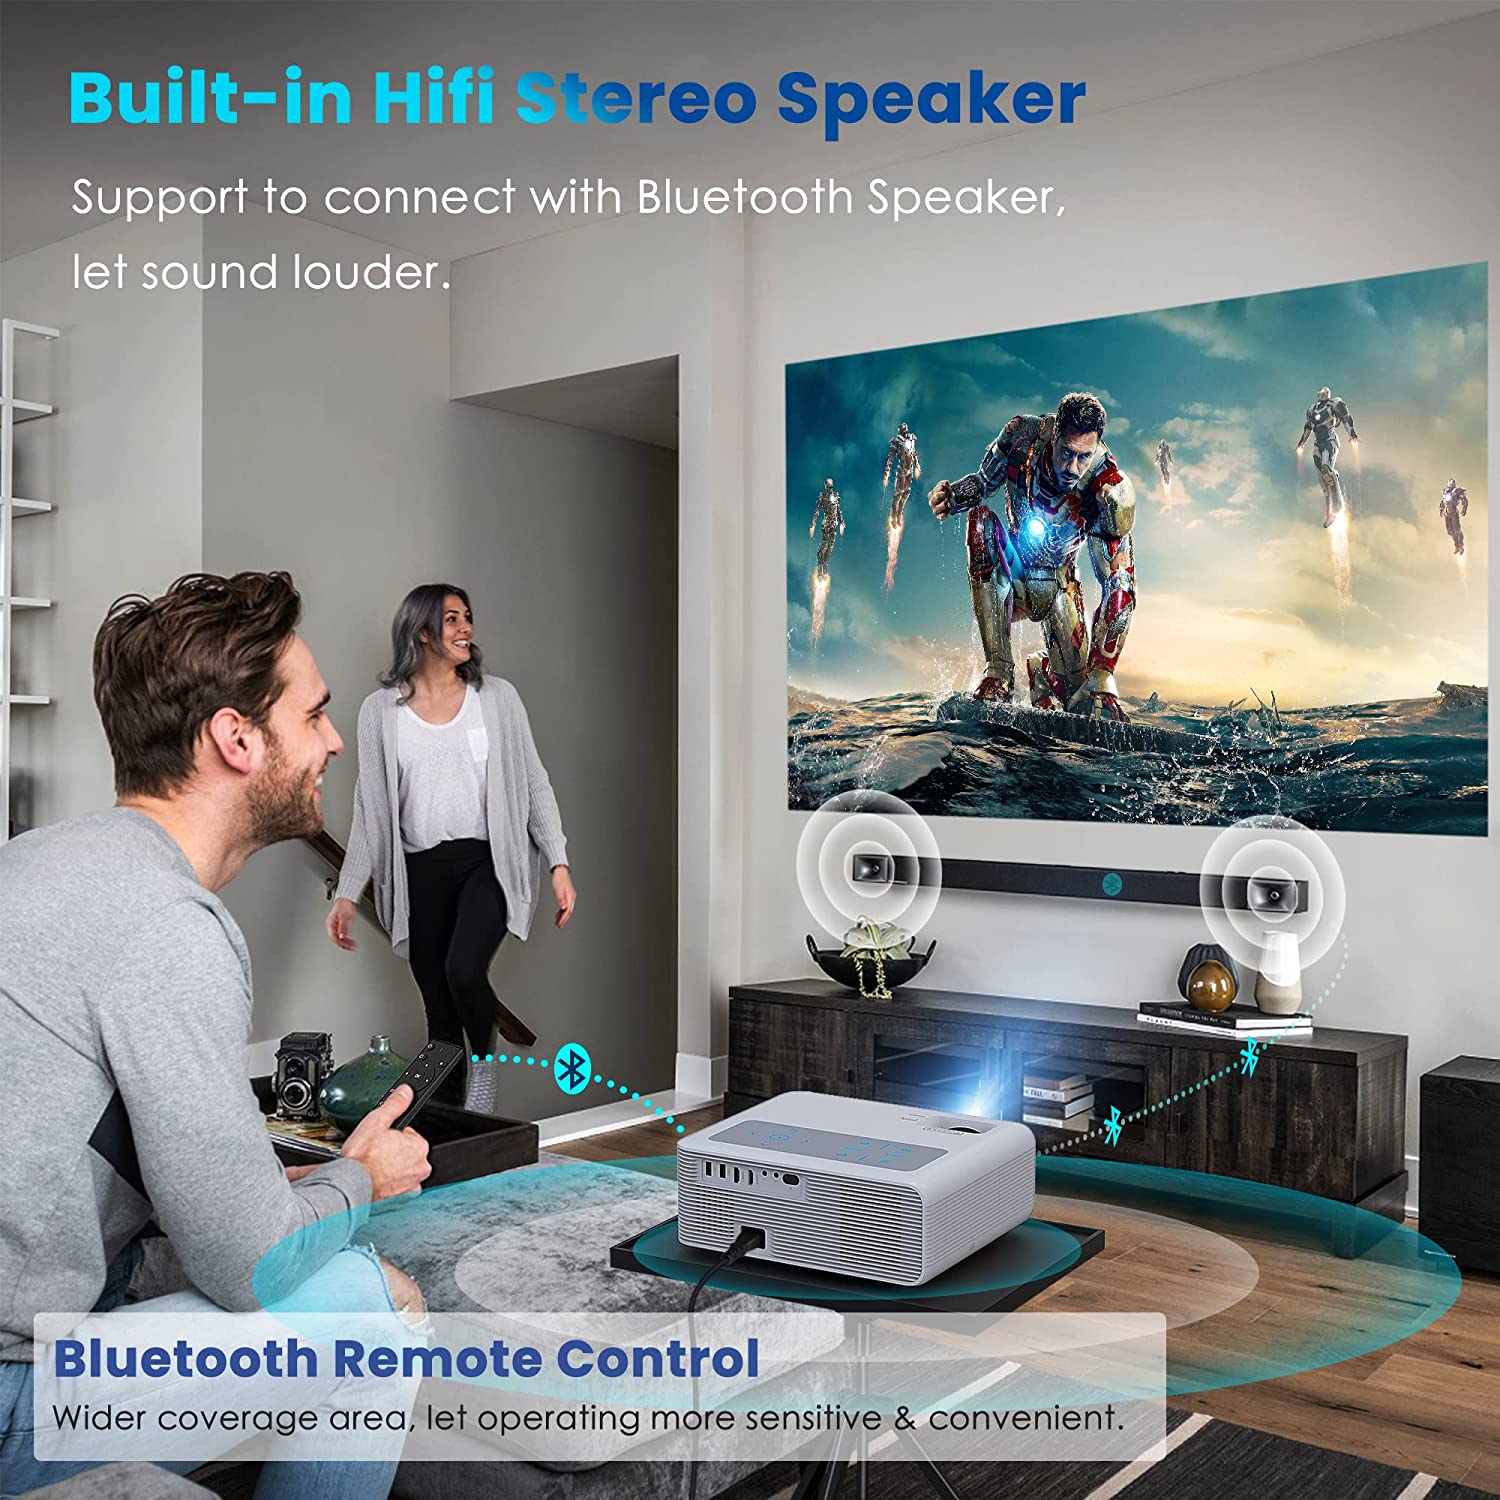 Built-in Hifi Stereo Speaker
Support to connect with Bluetooth Speaker,
let sound louder.
OK
Bluetooth Remote Control
Wider coverage area, let operating more sensitive & convenient.